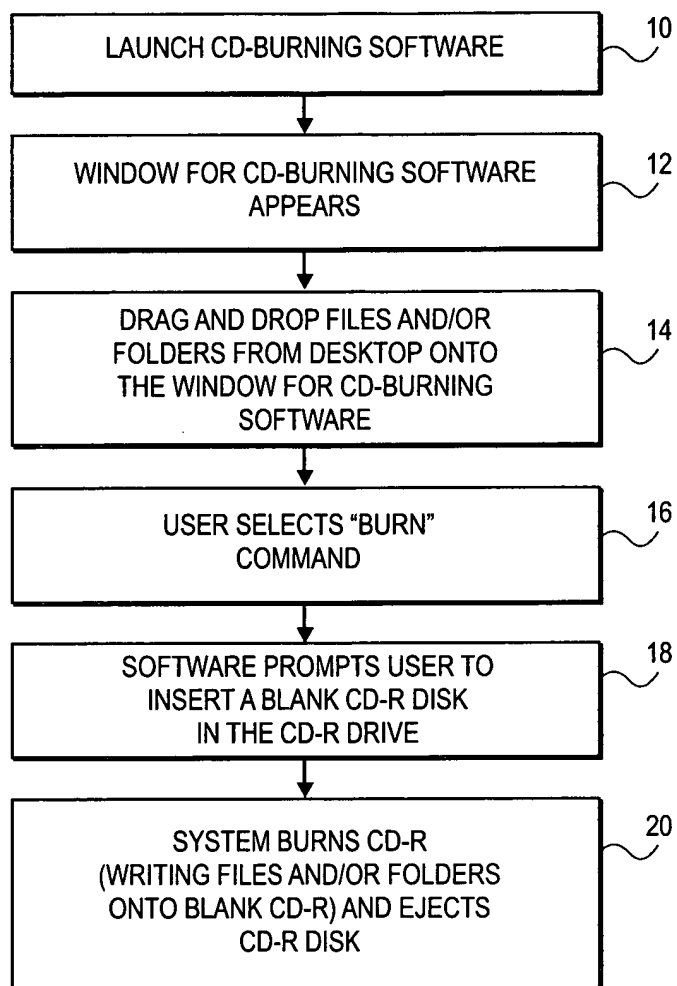 LAUNCH CD-BURNING SOFTWARE
10
WINDOW FOR CD-BURNING SOFTWARE
APPEARS
12
DRAG AND DROP FILES AND/OR
FOLDERS FROM DESKTOP ONTO
THE WINDOW FOR CD-BURNING
SOFTWARE
14
USER SELECTS “BURN”
COMMAND
16
SOFTWARE PROMPTS USER TO
INSERT A BLANK CD-R DISK
IN THE CD-R DRIVE
18
SYSTEM BURNS CD-R
(WRITING FILES AND/OR FOLDERS
ONTO BLANK CD-R) AND EJECTS
CD-R DISK
20